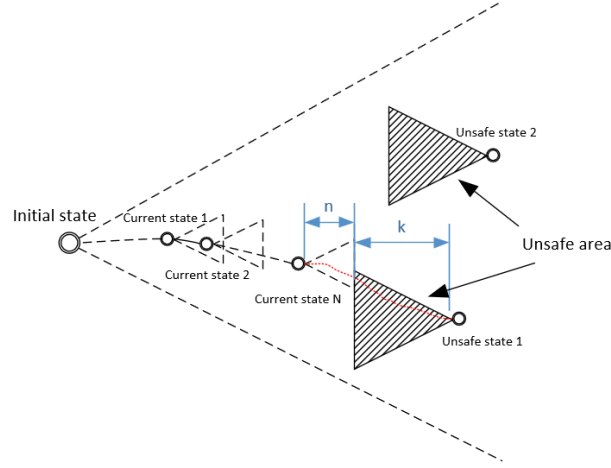 Unsafe state 2
n
Initial state
Current state 1
k
Unsafe area
Current state 2
Current state N
Unsafe state 1